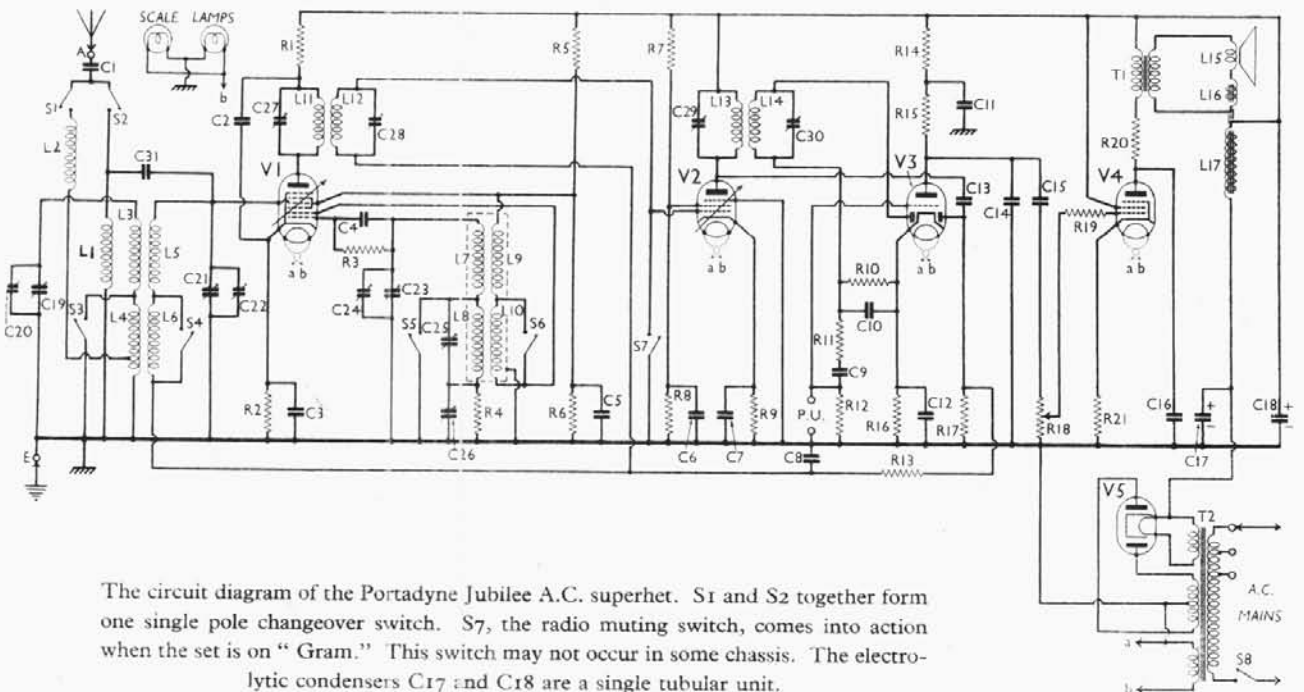 SCALE LAMPS
A
C1
b
S1
S2
L2
C31
L3
L1
L5
C19
C20
C21
C22
S3
L4
L6
S4
E
R1
C2
C27
L11
L12
C28
V1
a b
C4
R3
C24
C23
R2
C3
R5
L7
L9
S5
C25
L8
L10
S6
C26
R4
R6
C5
R7
C29
L13
L14
C30
V2
a b
S7
R8
C6
C7
R9
R14
R15
C11
V3
a b
C13
R10
C10
R11
C9
P.U.
R12
C8
R16
C12
R17
R13
C14
C15
R19
R18
T1
L15
L16
R20
L17
V4
a b
R21
C16
C17
+
–
C18
+
–
V5
T2
A.C.
MAINS
a
b
S8
The circuit diagram of the Portadyne Jubilee A.C. superhet. S1 and S2 together form
one single pole changeover switch. S7, the radio muting switch, comes into action
when the set is on “ Gram.” This switch may not occur in some chassis. The electro-
lytic condensers C17 and C18 are a single tubular unit.